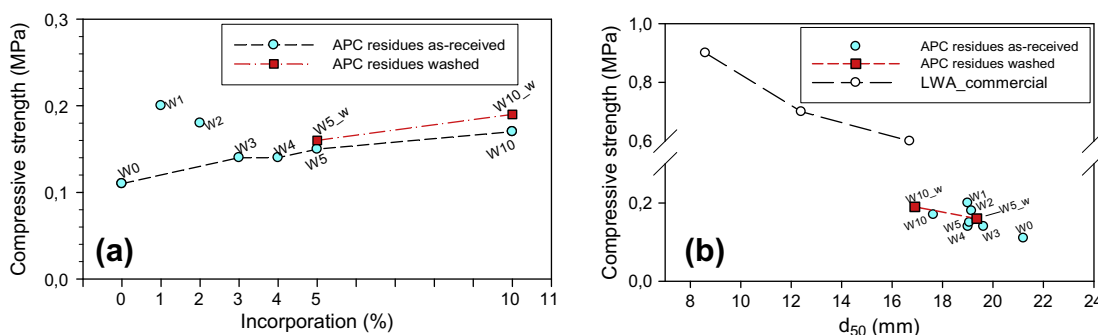 0,3
APC residues as-received
APC residues washed
0,2
W1
W2
W5_w
W10_w
W3
W4
W5
W10
W0
0,1
(a)
0,0
0 1 2 3 4 5 10 11
Incorporation (%)
Compressive strength (MPa)
1,0
APC residues as-received
APC residues washed
LWA_commercial
0.8
0.6
W10_w
W1
W2
W5_w
0,2
W10
W5
W4
W3
W0
(b)
0,0
8 10 12 14 16 18 20 22 24
d50 (mm)
Compressive strength (MPa)